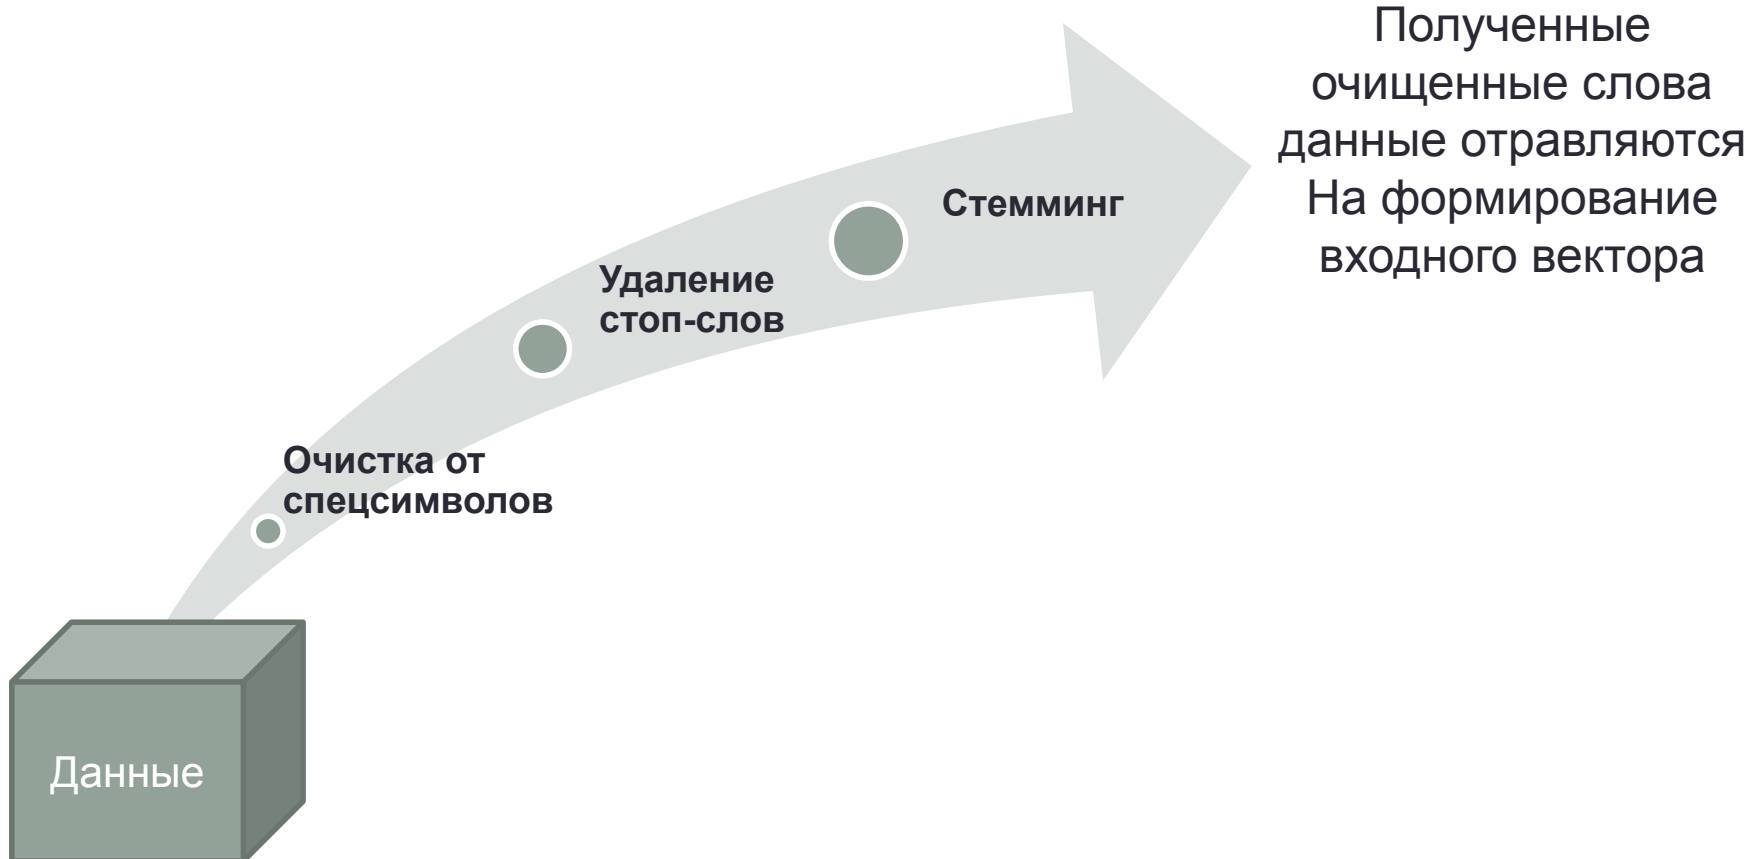 Полученные
очищенные слова
данные отравляются
На формирование
входного вектора
Стемминг
Удаление
стоп-слов
Очистка от
спецсимволов
Данные